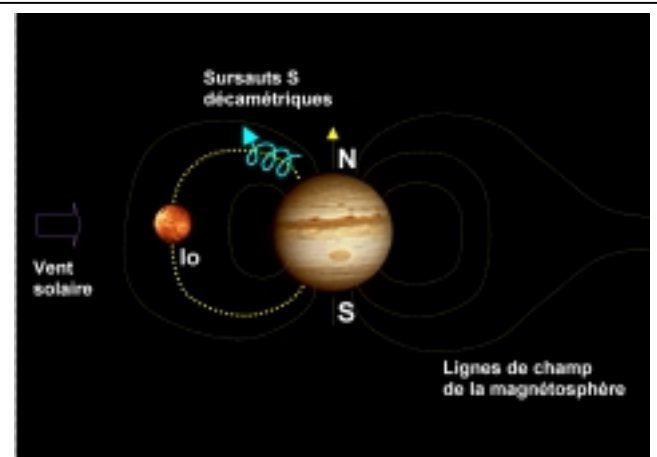 Sursauts S
décamétriques
N
Io
Vent
solaire
S
Lignes de champ
de la magnétosphère